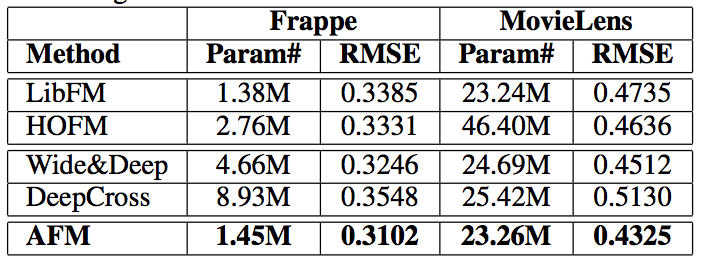 Frappe MovieLens
Method Param# RMSE Param# RMSE
LibFM 1.38M 0.3385 23.24M 0.4735
HOFM 2.76M 0.3331 46.40M 0.4636
Wide&Deep 4.66M 0.3246 24.69M 0.4512
DeepCross 8.93M 0.3548 25.42M 0.5130
AFM 1.45M 0.3102 23.26M 0.4325